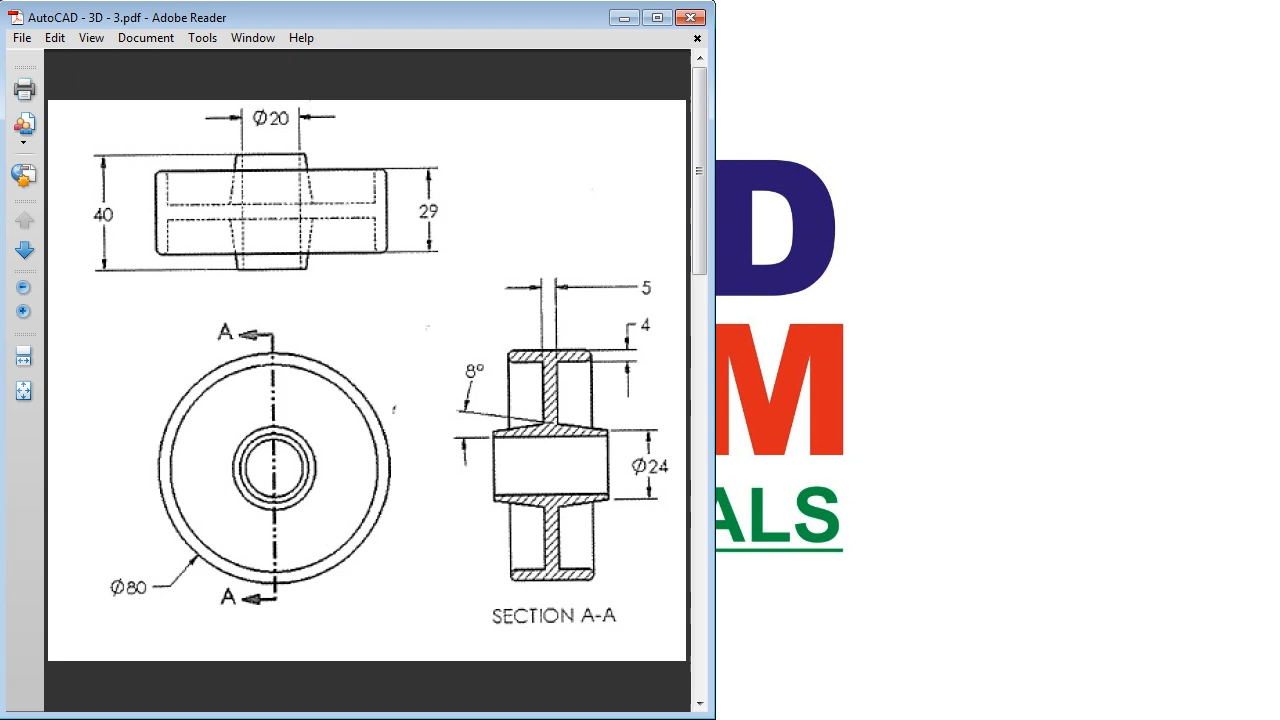 AutoCAD - 3D - 3.pdf - Adobe Reader
File Edit View Document Tools Window Help
Ø20
40
29
5
4
A
8°
Ø24
Ø80
A
SECTION A-A
D
M
ALS